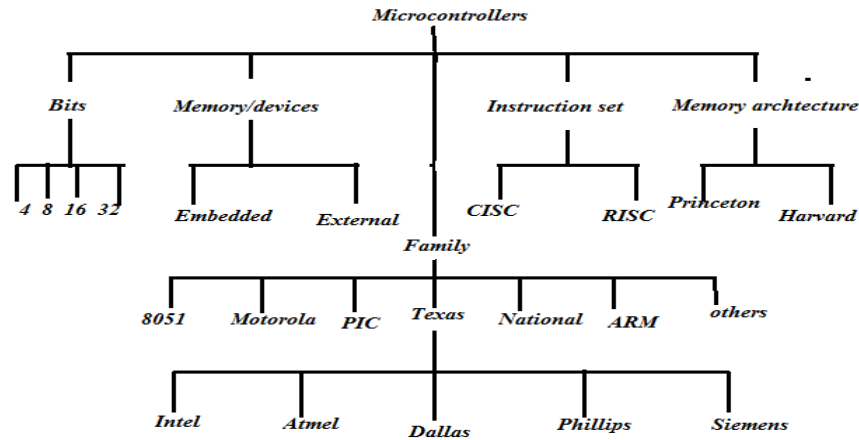 Microcontrollers
Bits
Memory/devices
Instruction set
Memory archtecture
4 8 16 32
Embedded
External
CISC
RISC
Princeton
Harvard
Family
8051
Motorola
PIC
Texas
National
ARM
others
Intel
Atmel
Dallas
Phillips
Siemens